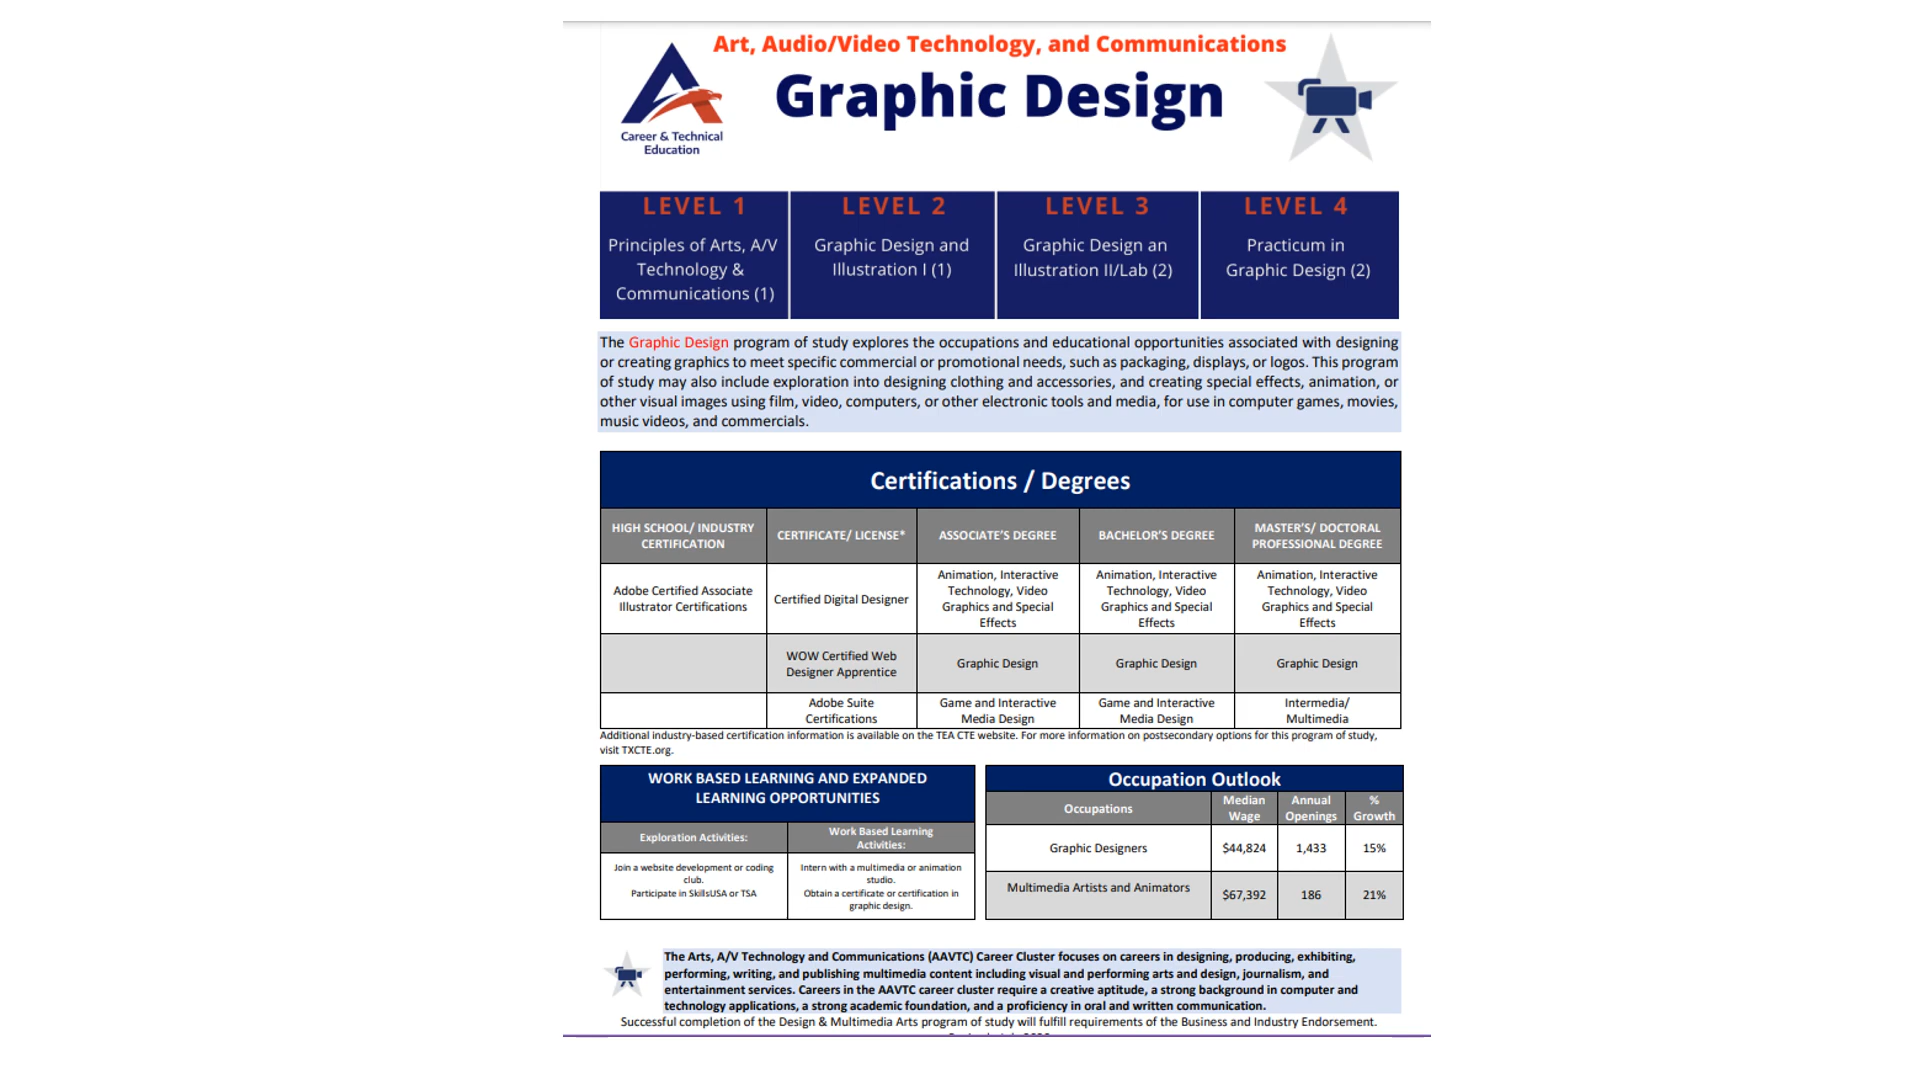 Art, Audio/Video Technology, and Communications
Graphic Design
Career & Technical
Education
LEVEL 1
Principles of Arts, A/V
Technology &
Communications (1)
LEVEL 2
Graphic Design and
Illustration I (1)
LEVEL 3
Graphic Design an
Illustration II/Lab (2)
LEVEL 4
Practicum in
Graphic Design (2)
The Graphic Design program of study explores the occupations and educational opportunities associated with designing
or creating graphics to meet specific commercial or promotional needs, such as packaging, displays, or logos. This program
of study may also include exploration into designing clothing and accessories, and creating special effects, animation, or
other visual images using film, video, computers, or other electronic tools and media, for use in computer games, movies,
music videos, and commercials.
Certifications / Degrees
HIGH SCHOOL/ INDUSTRY
CERTIFICATION
CERTIFICATE/ LICENSE*
ASSOCIATE'S DEGREE
BACHELOR'S DEGREE
MASTER'S/ DOCTORAL
PROFESSIONAL DEGREE
Adobe Certified Associate
Illustrator Certifications
Certified Digital Designer
Animation, Interactive
Technology, Video
Graphics and Special
Effects
Animation, Interactive
Technology, Video
Graphics and Special
Effects
Animation, Interactive
Technology, Video
Graphics and Special
Effects
WOW Certified Web
Designer Apprentice
Graphic Design
Graphic Design
Graphic Design
Adobe Suite
Certifications
Game and Interactive
Media Design
Game and Interactive
Media Design
Intermedia/
Multimedia
Additional industry-based certification information is available on the TEA CTE website. For more information on postsecondary options for this program of study,
visit TXCTE.org.
WORK BASED LEARNING AND EXPANDED
LEARNING OPPORTUNITIES
Exploration Activities:
Work Based Learning
Activities:
Join a website development or coding
club.
Participate in SkillsUSA or TSA
Intern with a multimedia or animation
studio.
Obtain a certificate or certification in
graphic design.
Occupation Outlook
Occupations
Median
Wage
Annual
Openings
%
Growth
Graphic Designers
$44,824
1,433
15%
Multimedia Artists and Animators
$67,392
186
21%
The Arts, A/V Technology and Communications (AAVTC) Career Cluster focuses on careers in designing, producing, exhibiting,
performing, writing, and publishing multimedia content including visual and performing arts and design, journalism, and
entertainment services. Careers in the AAVTC career cluster require a creative aptitude, a strong background in computer and
technology applications, a strong academic foundation, and a proficiency in oral and written communication.
Successful completion of the Design & Multimedia Arts program of study will fulfill requirements of the Business and Industry Endorsement.